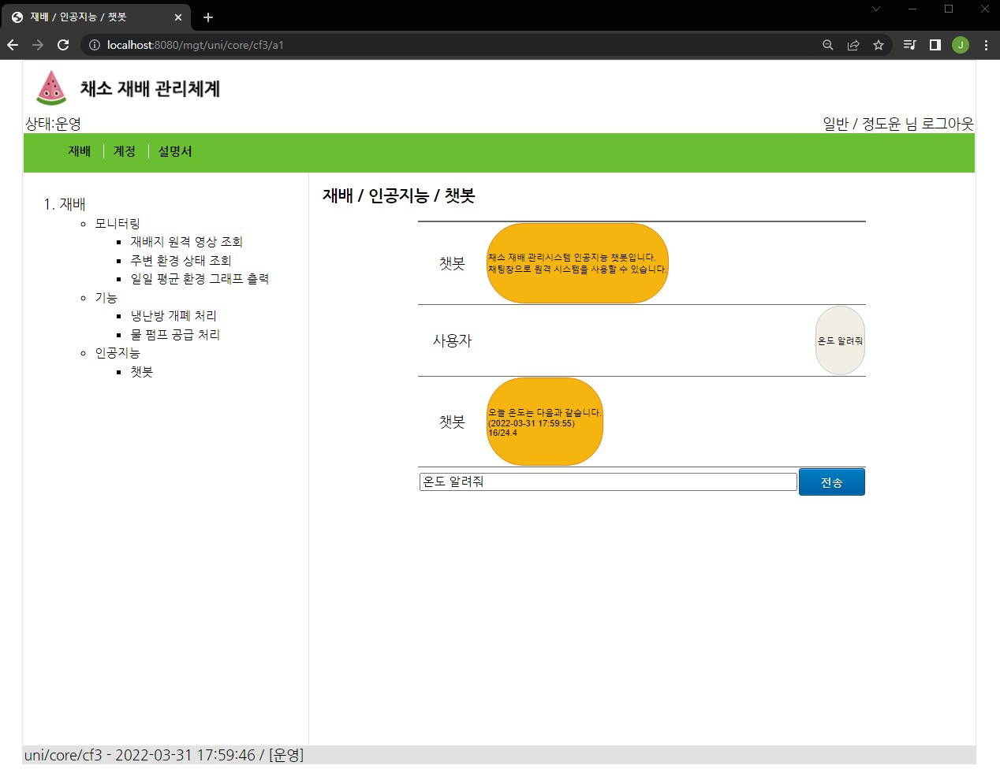 재배 / 인공지능 / 챗봇
localhost:8080/mgt/uni/core/cf3/a1
J
채소 재배 관리체계
상태:운영
일반 / 정도윤 님 로그아웃
재배 계정 설명서
1. 재배
모니터링
재배지 원격 영상 조회
주변 환경 상태 조회
일일 평균 환경 그래프 출력
기능
냉난방 개폐 처리
물 펌프 공급 처리
인공지능
챗봇
재배 / 인공지능 / 챗봇
챗봇
채소 재배 관리시스템 인공지능 챗봇입니다.
채팅창으로 원격 시스템을 사용할 수 있습니다.
사용자
온도 알려줘
챗봇
오늘 온도는 다음과 같습니다.
(2022-03-31 17:59:55)
16/24.4
온도 알려줘
전송
uni/core/cf3 - 2022-03-31 17:59:46 / [운영]